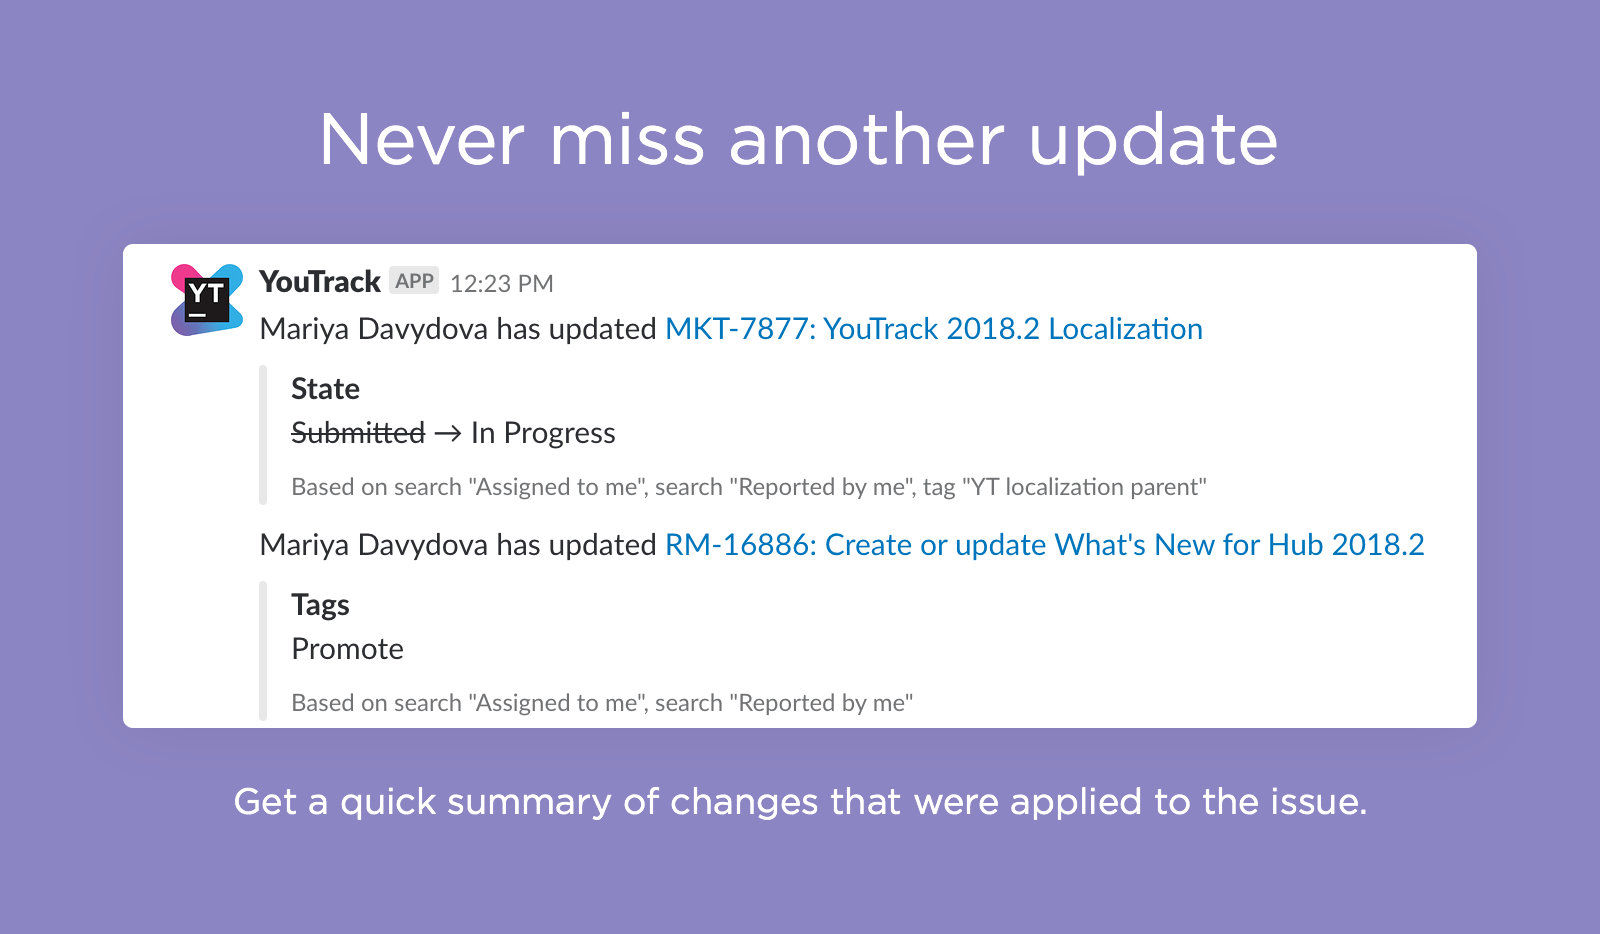 Never miss another update
YT
YouTrack APP 12:23 PM
Mariya Davydova has updated MKT-7877: YouTrack 2018.2 Localization
State
Submitted → In Progress
Based on search "Assigned to me", search "Reported by me", tag "YT localization parent"
Mariya Davydova has updated RM-16886: Create or update What's New for Hub 2018.2
Tags
Promote
Based on search "Assigned to me", search "Reported by me"
Get a quick summary of changes that were applied to the issue.